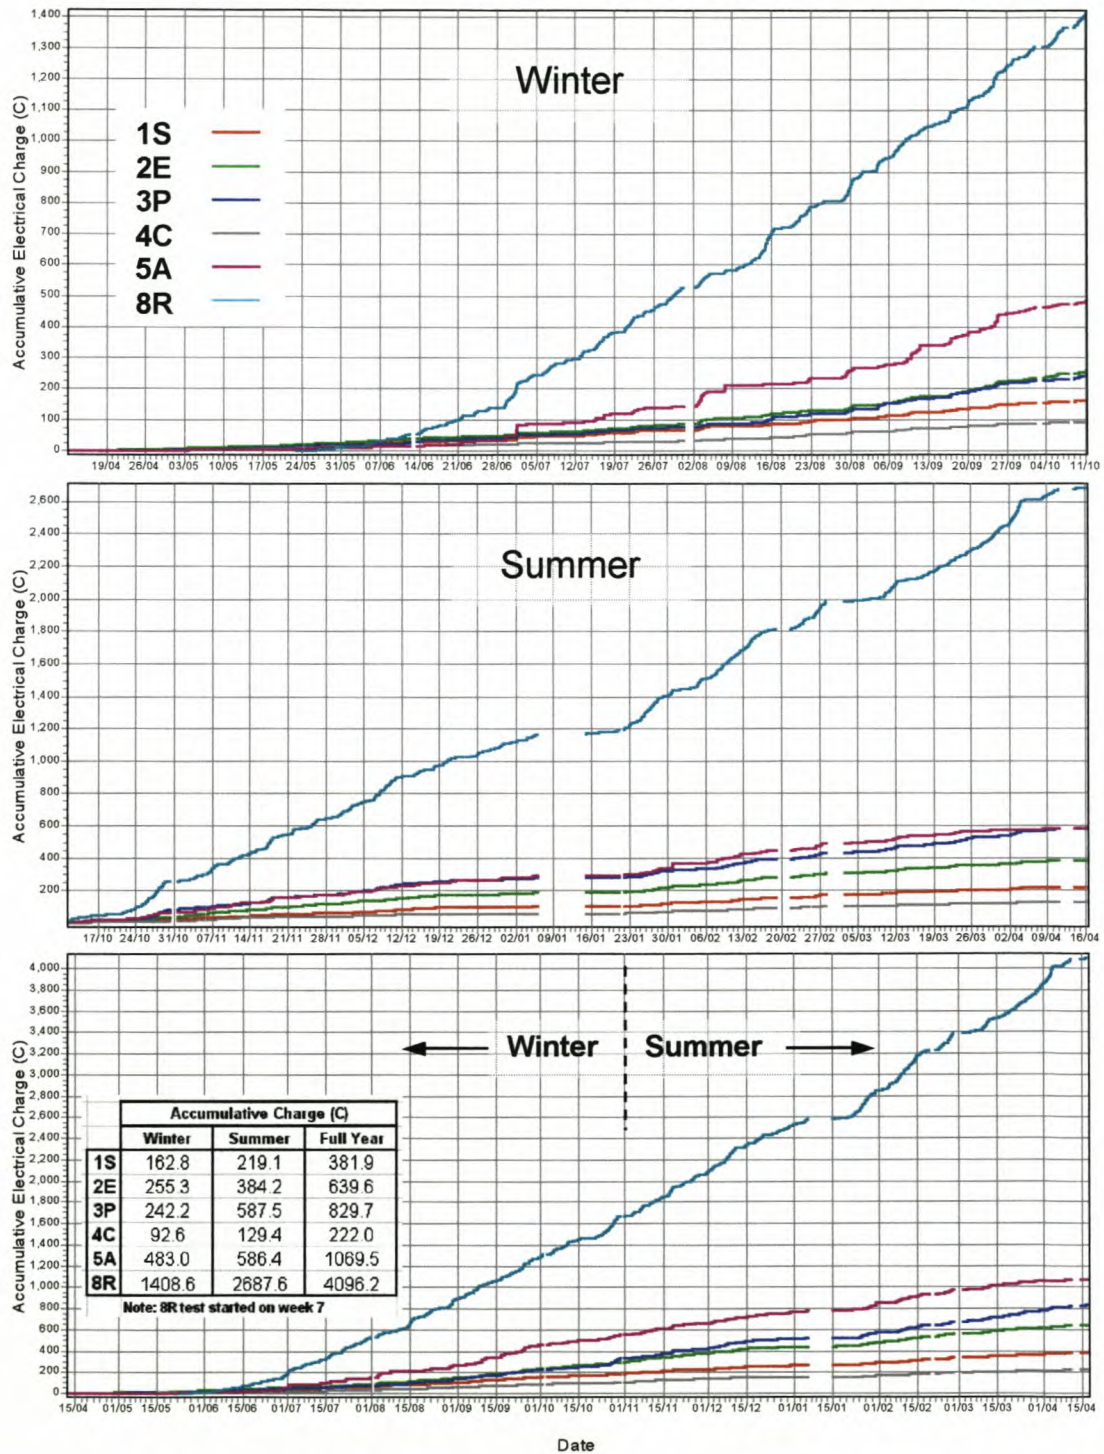 Winter
Accumulative Electrical Charge (C)
1,400
1,300
1,200
1,100
1,000
900
800
700
600
500
400
300
200
100
0
1S
2E
3P
4C
5A
8R
19/04 26/04 03/05 10/05 17/05 24/05 31/05 07/06 14/06 21/06 28/06 05/07 12/07 19/07 26/07 02/08 09/08 16/08 23/08 30/08 06/09 13/09 20/09 27/09 04/10 11/10
Summer
Accumulative Electrical Charge (C)
2,600
2,400
2,200
2,000
1,800
1,600
1,400
1,200
1,000
800
600
400
200
17/10 24/10 31/10 07/11 14/11 21/11 28/11 05/12 12/12 19/12 26/12 02/01 09/01 16/01 23/01 30/01 06/02 13/02 20/02 27/02 05/03 12/03 19/03 26/03 02/04 09/04 16/04
Accumulative Electrical Charge (C)
4,000
3,800
3,600
3,400
3,200
3,000
2,800
2,600
2,400
2,200
2,000
1,800
1,600
1,400
1,200
1,000
800
600
400
200
0
Winter Summer
Accumulative Charge (C)
Winter Summer Full Year
1S 162.8 219.1 381.9
2E 255.3 384.2 639.6
3P 242.2 587.5 829.7
4C 92.6 129.4 222.0
5A 483.0 586.4 1069.5
8R 1408.6 2687.6 4096.2
Note: 8R test started on week 7
15/04 01/05 15/05 01/06 15/06 01/07 15/07 01/08 15/08 01/09 15/09 01/10 15/10 01/11 15/11 01/12 15/12 01/01 15/01 01/02 15/02 01/03 15/03 01/04 15/04
Date